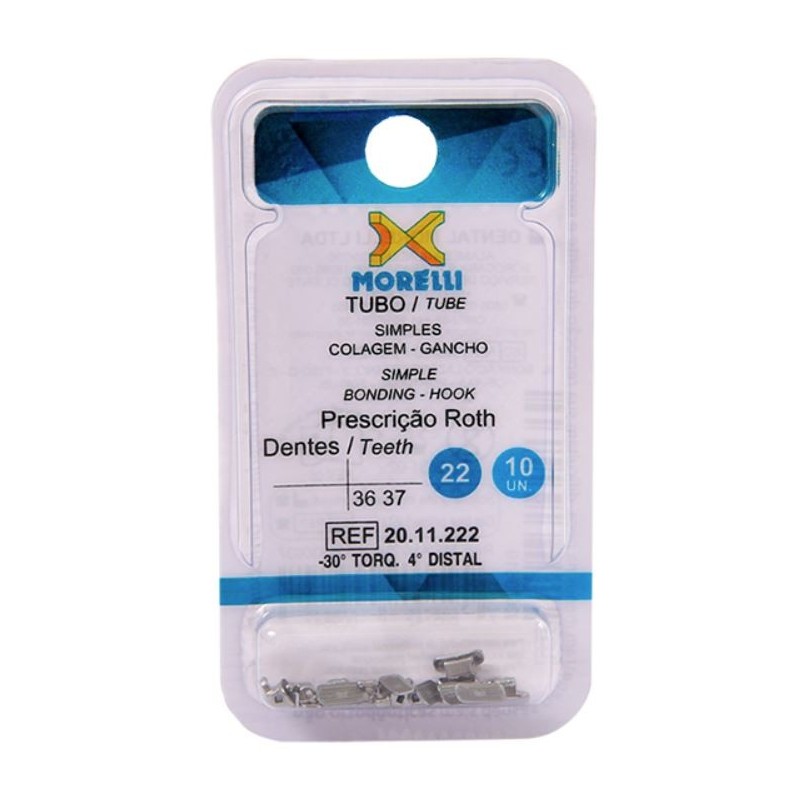 MORELLI
TUBO / TUBE
SIMPLES
COLAGEM - GANCHO
SIMPLE
BONDING - HOOK
Prescrição Roth
Dentes / Teeth
22
10
UN.
36 37
REF 20.11.222
-30° TORQ. 4° DISTAL